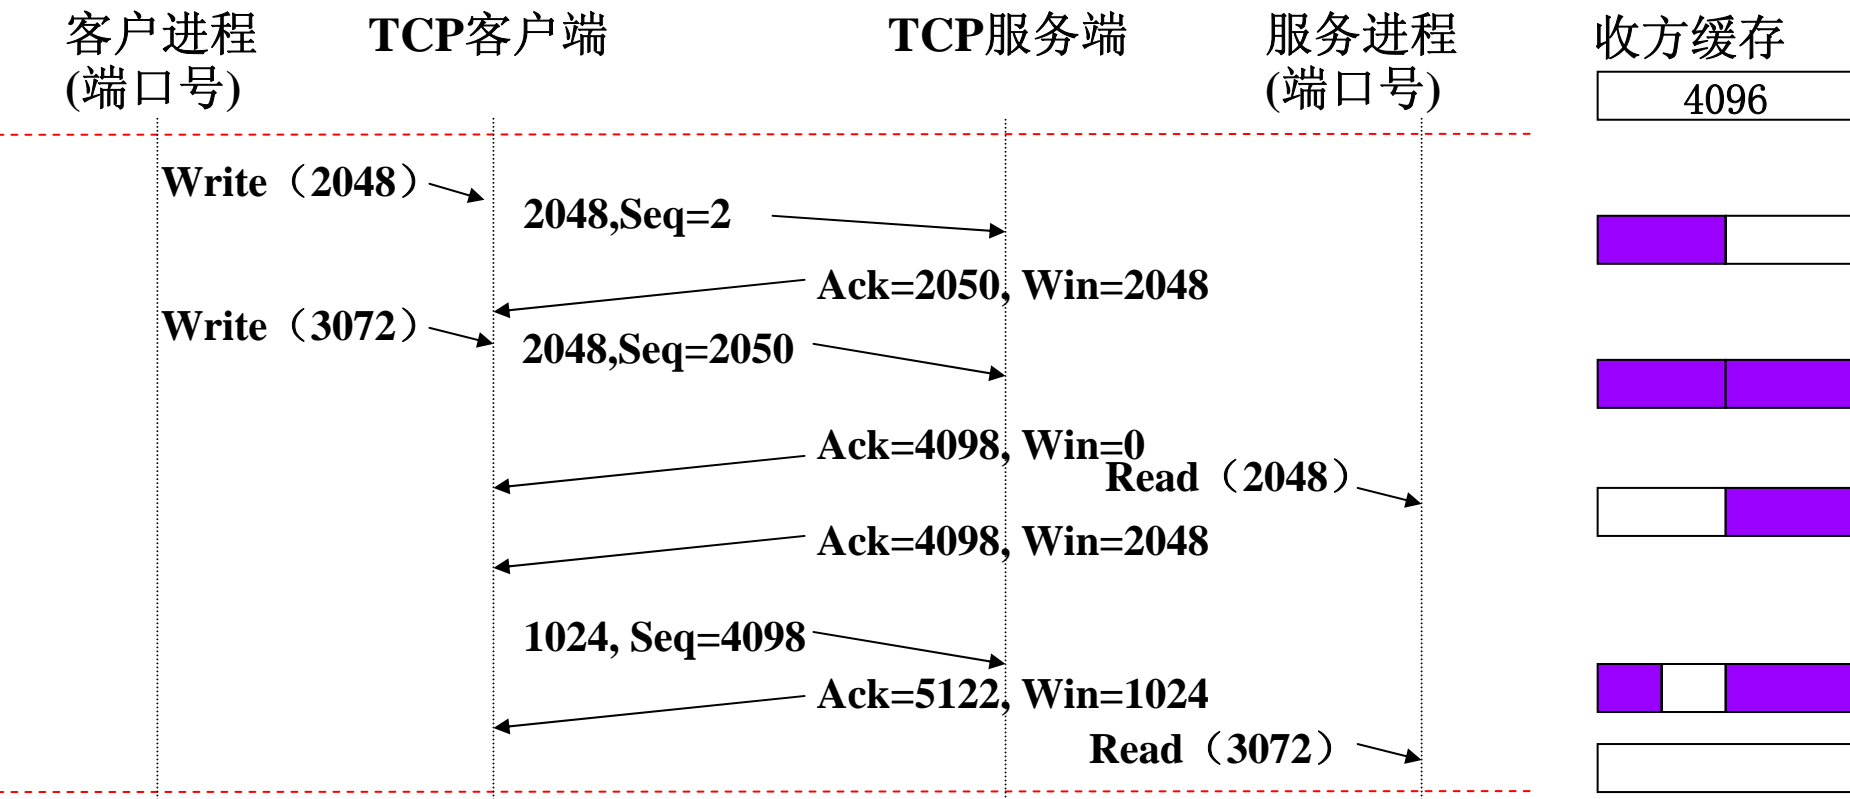 客户进程
(端口号)
TCP客户端
TCP服务端
服务进程
(端口号)
收方缓存
4096
Write（2048）
2048,Seq=2
Ack=2050, Win=2048
Write（3072）
2048,Seq=2050
Ack=4098, Win=0
Read（2048）
Ack=4098, Win=2048
1024, Seq=4098
Ack=5122, Win=1024
Read（3072）